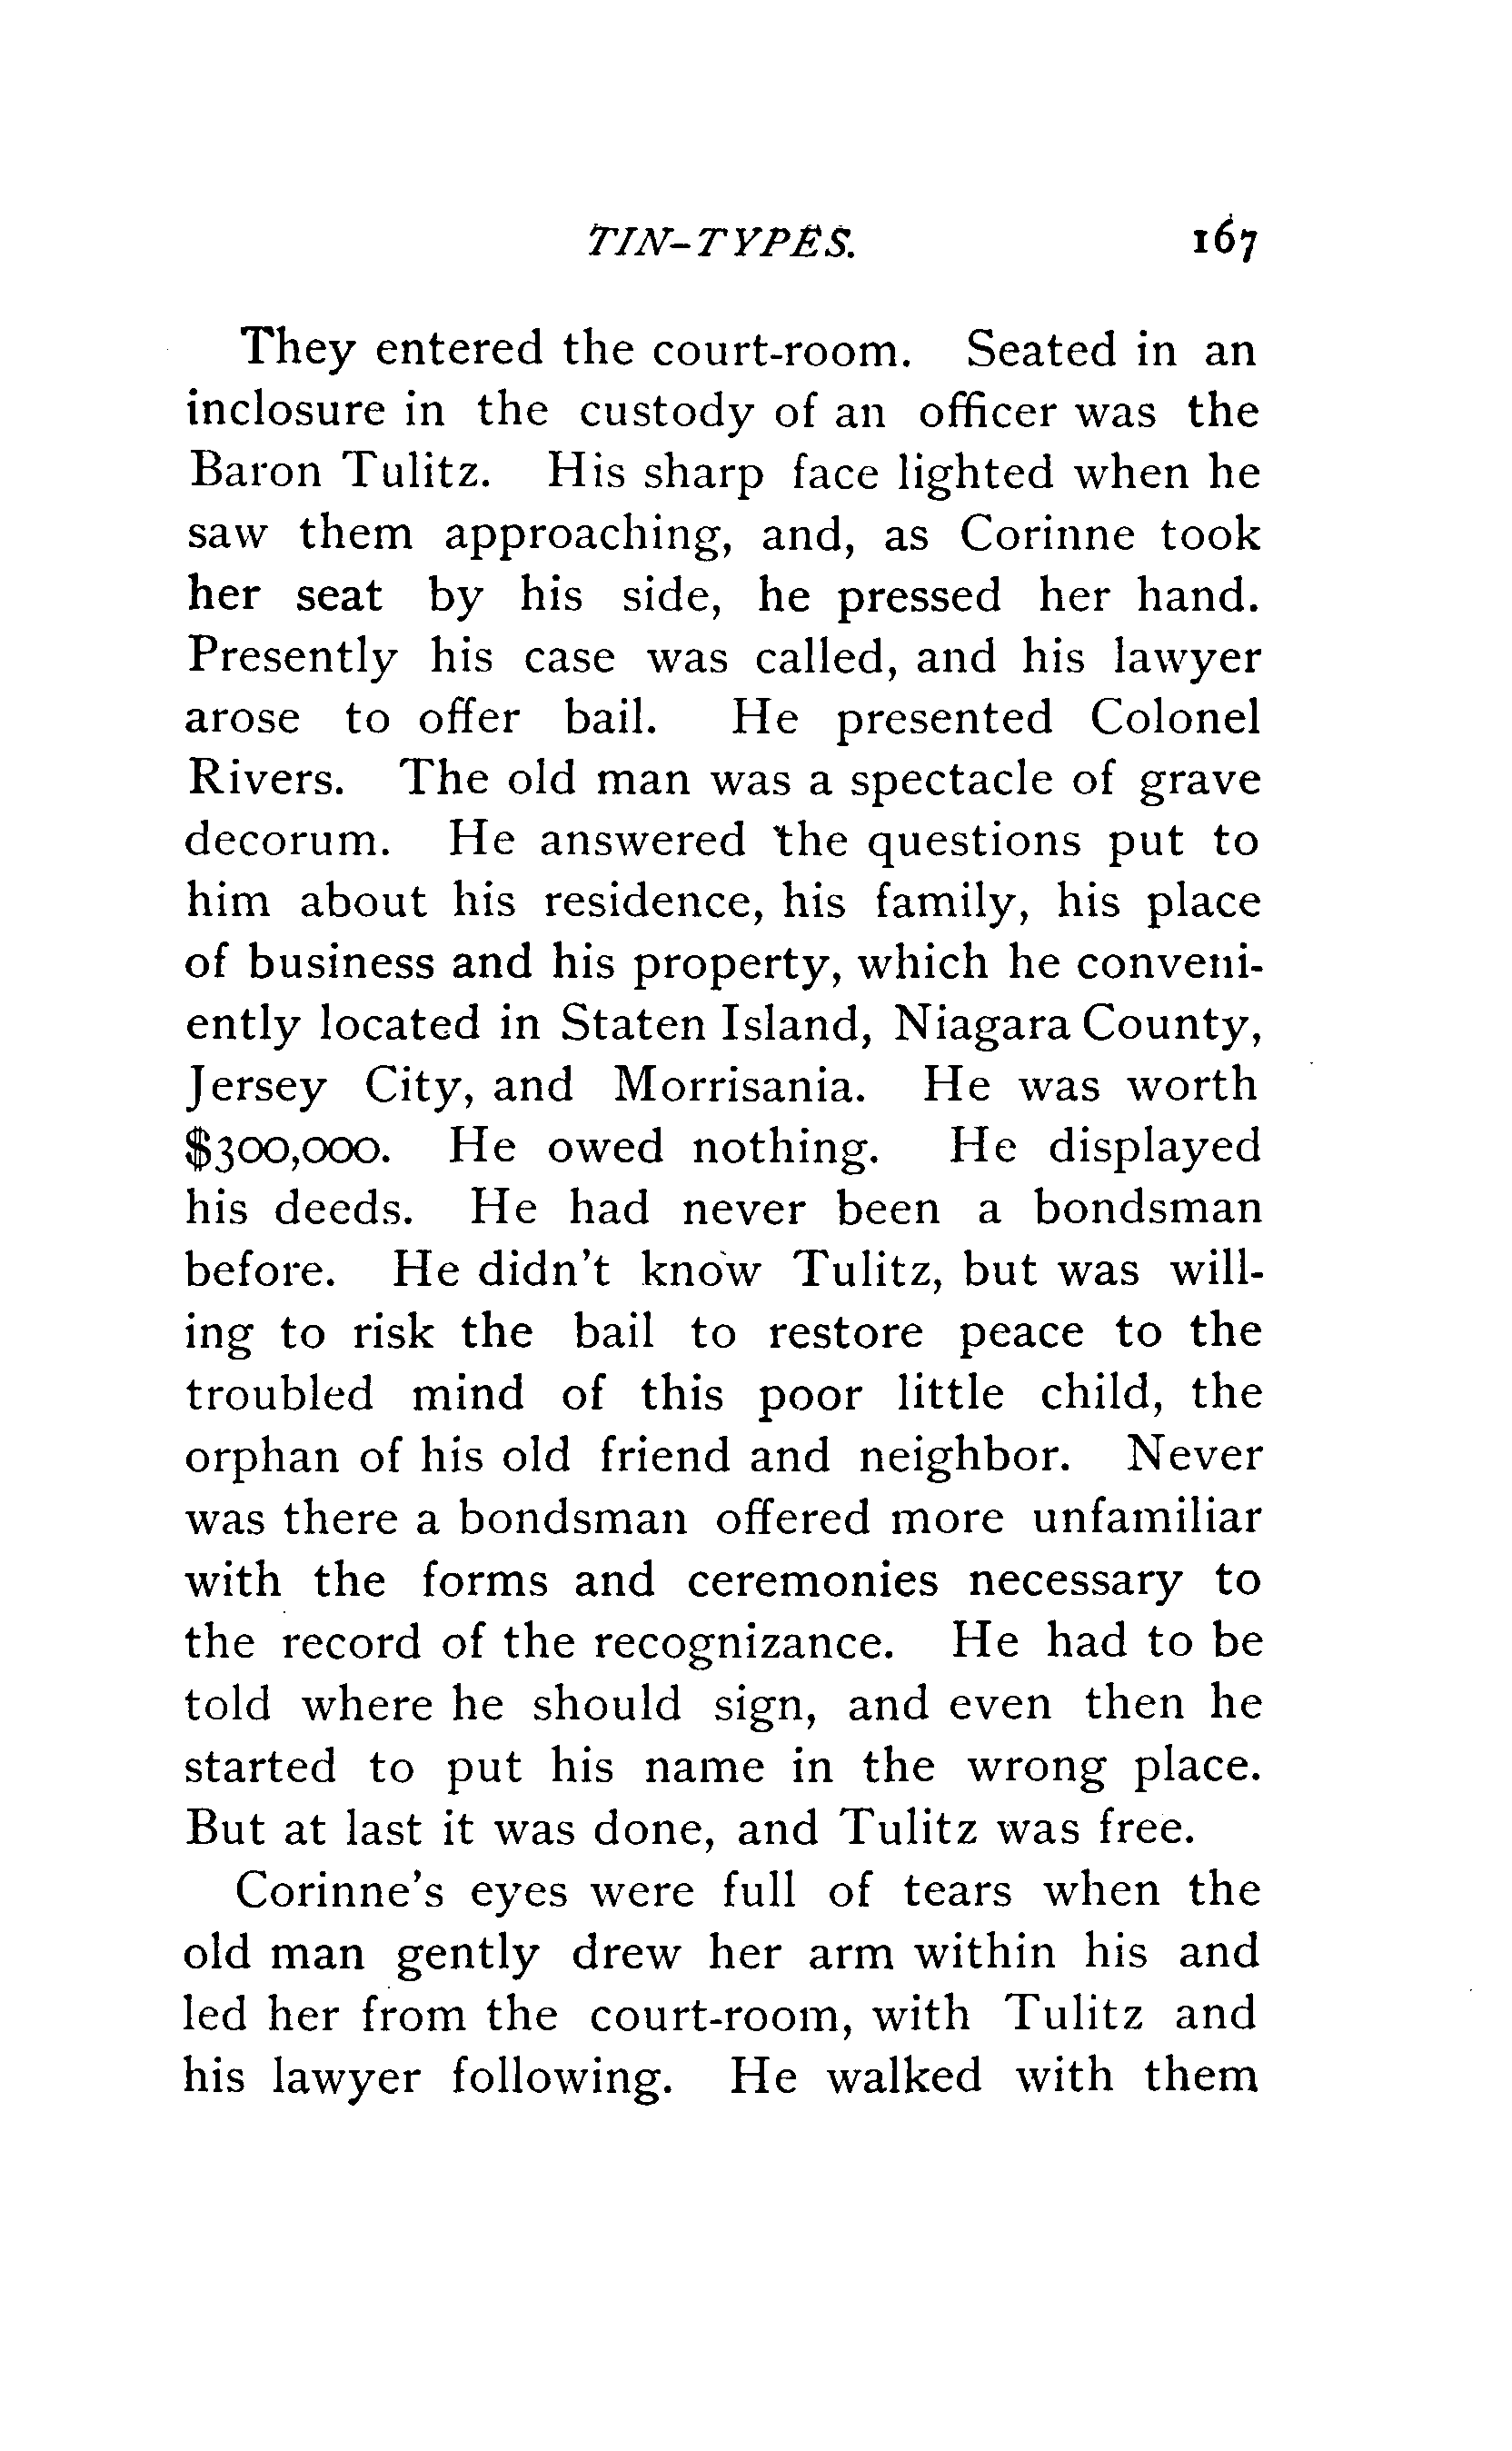 TIN-TYPES. 167
They entered the court-room. Seated in an
inclosure in the custody of an officer was the
Baron Tulitz. His sharp face lighted when he
saw them approaching, and, as Corinne took
her seat by his side, he pressed her hand.
Presently his case was called, and his lawyer
arose to offer bail. He presented Colonel
Rivers. The old man was a spectacle of grave
decorum. He answered the questions put to
him about his residence, his family, his place
of business and his property, which he conveni-
ently located in Staten Island, Niagara County,
Jersey City, and Morrisania. He was worth
$300,000. He owed nothing. He displayed
his deeds. He had never been a bondsman
before. He didn't know Tulitz, but was will-
ing to risk the bail to restore peace to the
troubled mind of this poor little child, the
orphan of his old friend and neighbor. Never
was there a bondsman offered more unfamiliar
with the forms and ceremonies necessary to
the record of the recognizance. He had to be
told where he should sign, and even then he
started to put his name in the wrong place.
But at last it was done, and Tulitz was free.
Corinne's eyes were full of tears when the
old man gently drew her arm within his and
led her from the court-room, with Tulitz and
his lawyer following. He walked with them